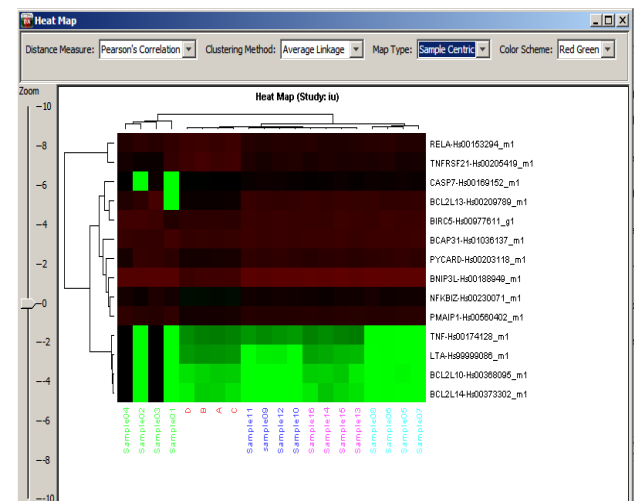 Heat Map
Distance Measure: Pearson's Correlation Clustering Method: Average Linkage Map Type: Sample Centric Color Scheme: Red Green
Zoom
Heat Map (Study: iu)
-10
-8
-6
-4
-2
-0
--2
--4
--6
--8
--10
RELA-Hs00153294_m1
TNFRSF21-Hs00205419_m1
CASP7-Hs00169152_m1
BCL2L13-Hs00209789_m1
BIRC5-Hs00977611_g1
BCAP31-Hs01036137_m1
PYCARD-Hs00203118_m1
BNIP3L-Hs00188949_m1
NFKBIZ-Hs00230071_m1
PMAIP1-Hs00560402_m1
TNF-Hs00174128_m1
LTA-Hs99999086_m1
BCL2L10-Hs00368095_m1
BCL2L14-Hs00373302_m1
Sample04
Sample02
Sample03
Sample01
D
B
A
C
Sample11
sample09
Sample12
Sample10
Sample16
Sample14
Sample15
Sample13
Sample08
Sample06
Sample05
Sample07